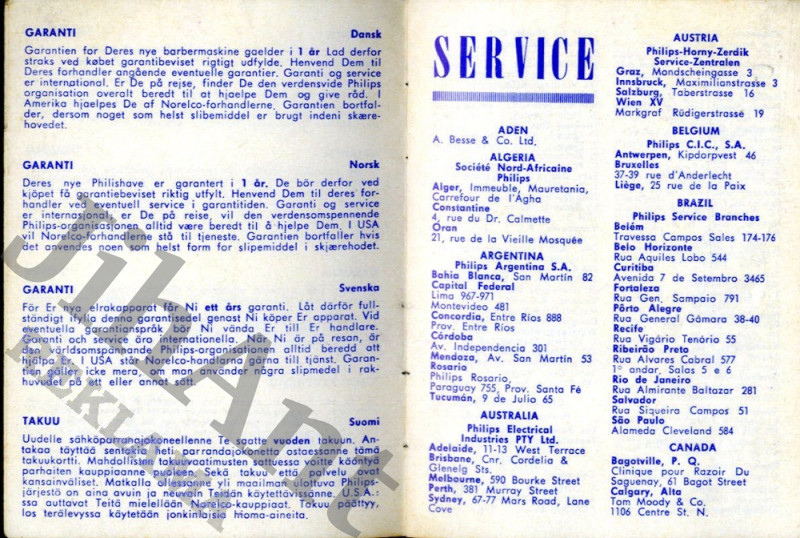 GARANTI Dansk
Garantien for Deres nye barbermaskine gaelder i 1 år Lad derfor
straks ved købet garantibeviset rigtigt udfylde. Henvend Dem til
Deres forhandler angående eventuelle garantier. Garanti og service
er international. Er De på rejse, finder De den verdensvide Philips
organisation overalt beredt til at hjaelpe Dem og give råd. I
Amerika hjaelpes De af Norelco-forhandlerne. Garantien bortfal-
der, dersom noget som helst slibemiddel er brugt indeni skære-
hovedet.
GARANTI Norsk
Deres nye Philishave er garantert i 1 år. De bör derfor ved
kjöpet få garantibeviset riktig utfylt. Henvend Dem til deres for-
handler ved eventuell service i garantitiden. Garanti og service
er internasjonal, er De på reise, vil den verdensomspennende
Philips-organisasjonen alltid være beredt til å hjelpe Dem. I USA
vil Norelco-forhandlerne stå til tjeneste. Garantien bortfaller hvis
det anvendes noen som helst form for slipemiddel i skjærehodet.
GARANTI Svenska
För Er nya elrakapparat får Ni ett års garanti. Låt därför full-
ständigt ifylla denna garantisedel genast Ni köper Er apparat. Vid
eventuella garantianspråk bör Ni vända Er till Er handlare.
Garanti och service äro internationella. Om Ni är på resan, är
den världsomspännande Philips-organisationen alltid beredd att
hjälpa Er. I USA står Norelco-handlarna gärna till tjänst. Garan-
tin gäller icke mera, om man använder några slipmedel i rak-
huvudet på ett eller annat sätt.
TAKUU Suomi
Uudelle sähköparranajokoneellenne Te saatte vuoden takuun. An-
takaa täyttää sentakia heti parrandajokonetta ostaessanne tämä
takuukortti. Mahdollisten takuuvaatimusten sattuessa voitte kääntyä
parhaiten kauppiaanne puoleen. Sekä takuu että palvelu ovat
kansainväliset. Matkalla ollessanne yli maailman ulottuva Philips-
järjestö on aina avuin ja neuvoin teidän käytettävissänne. U.S.A.:
ssa auttavat Teitä mielellään Norelco-kauppiaat. Takuu päättyy,
jos terälevyssa käytetään jonkinlaisia hioma-aineita.
SERVICE
ADEN
A. Besse & Co. Ltd.
ALGERIA
Société Nord-Africaine
Philips
Alger, Immeuble, Mauretania,
Carrefour de l'Agha
Constantine
4, rue du Dr. Calmette
Oran
21, rue de la Vieille Mosquée
ARGENTINA
Philips Argentina S.A.
Bahia Blanca, San Martín 82
Capital Federal
Lima 967-971
Montevideo 481
Concordia, Entre Ríos 888
Prov. Entre Ríos
Córdoba
Av. Independencia 301
Mendoza, Av. San Martin 53
Rosario
Philips Rosario,
Paraguay 755, Prov. Santa Fé
Tucumán, 9 de Julio 65
AUSTRALIA
Philips Electrical
Industries PTY Ltd.
Adelaide, 11-13 West Terrace
Brisbane, Cnr. Cordelia &
Glenelg Sts.
Melbourne, 590 Bourke Street
Perth, 381 Murray Street
Sydney, 67-77 Mars Road, Lane
Cove
AUSTRIA
Philips-Horny-Zerdik
Service-Zentralen
Graz, Mondscheingasse 3
Innsbruck, Maximilianstrasse 3
Salzburg, Taberstrasse 16
Wien XV
Markgraf Rüdigerstrasse 19
BELGIUM
Philips C.I.C., S.A.
Antwerpen, Kipdorpvest 46
Bruxelles
37-39 rue d'Anderlecht
Liège, 25 rue de la Paix
BRAZIL
Philips Service Branches
Belém
Travessa Campos Sales 174-176
Belo Horizonte
Rua Aquiles Lobo 544
Curitiba
Avenida 7 de Setembro 3465
Fortaleza
Rua Gen. Sampaio 791
Pôrto Alegre
Rua General Gâmara 38-40
Recife
Rua Vigário Tenório 55
Ribeirão Preto
Rua Alvares Cabral 577
1° andar, Salas 5 e 6
Rio de Janeiro
Rua Almirante Baltazar 281
Salvador
Rua Siqueira Campos 51
São Paulo
Alameda Cleveland 584
CANADA
Bagotville, P. Q.
Clinique pour Razoir Du
Saguenay, 61 Bagot Street
Calgary, Alta
Tom Moody & Co.
1106 Centre St. N.
JihAnt
REKLAMA